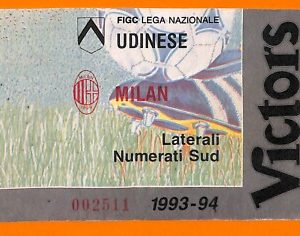 FIGC LEGA NAZIONALE
UDINESE
MILAN
Laterali
Numerati Sud
002511
1993-94
Victors